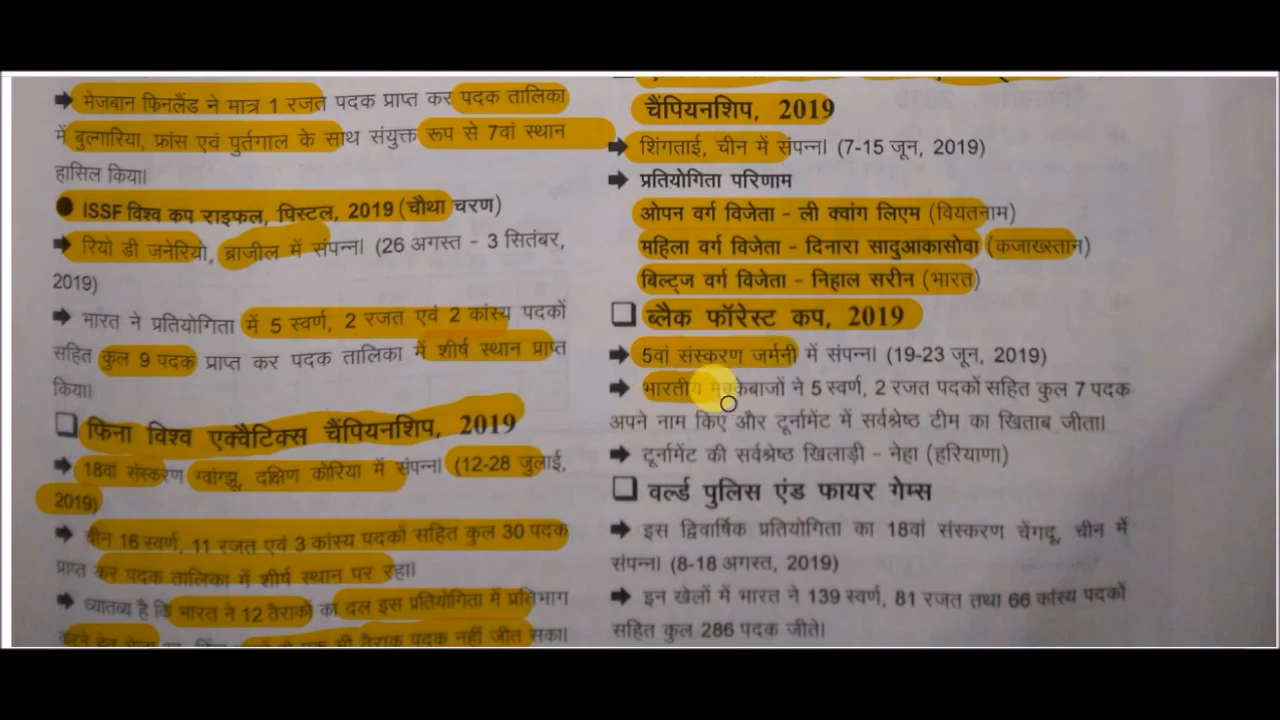 ➡ मेजबान फिनलैंड ने मात्र 1 रजत पदक प्राप्त कर पदक तालिका
में बुल्गारिया, फ्रांस एवं पुर्तगाल के साथ संयुक्त रूप से 7वां स्थान
हासिल किया।
● ISSF विश्व कप राइफल, पिस्टल, 2019 (चौथा चरण)
➡ रियो डी जनेरियो, ब्राजील में संपन्न। (26 अगस्त - 3 सितंबर,
2019)
➡ भारत ने प्रतियोगिता में 5 स्वर्ण, 2 रजत एवं 2 कांस्य पदकों
सहित कुल 9 पदक प्राप्त कर पदक तालिका में शीर्ष स्थान प्राप्त
किया।
❑ फिना विश्व एक्वैटिक्स चैंपियनशिप, 2019
➡ 18वां संस्करण ग्वांग्झू, दक्षिण कोरिया में संपन्न। (12-28 जुलाई,
2019)
चीन 16 स्वर्ण, 11 रजत एवं 3 कांस्य पदकों सहित कुल 30 पदक
प्राप्त कर पदक तालिका में शीर्ष स्थान पर रहा।
➡ ध्यातव्य है कि भारत ने 12 तैराकों का दल इस प्रतियोगिता में प्रतिभाग
करने हेतु भी तैराक पदक नहीं जीत सका।
चैंपियनशिप, 2019
➡ शिंगताई, चीन में संपन्न। (7-15 जून, 2019)
➡ प्रतियोगिता परिणाम
ओपन वर्ग विजेता - ली क्वांग लिएम (वियतनाम)
महिला वर्ग विजेता - दिनारा सादुआकासोवा (कजाख्स्तान)
बिल्ट्ज वर्ग विजेता - निहाल सरीन (भारत)
❑ ब्लैक फॉरेस्ट कप, 2019
➡ 5वां संस्करण जर्मनी में संपन्न। (19-23 जून, 2019)
➡ भारतीय मुक्केबाजों ने 5 स्वर्ण, 2 रजत पदकों सहित कुल 7 पदक
अपने नाम किए और टूर्नामेंट में सर्वश्रेष्ठ टीम का खिताब जीता।
➡ टूर्नामेंट की सर्वश्रेष्ठ खिलाड़ी - नेहा (हरियाणा)
❑ वर्ल्ड पुलिस एंड फायर गेम्स
➡ इस द्विवार्षिक प्रतियोगिता का 18वां संस्करण चेंगदू, चीन में
संपन्न। (8-18 अगस्त, 2019)
➡ इन खेलों में भारत ने 139 स्वर्ण, 81 रजत तथा 66 कांस्य पदकों
सहित कुल 286 पदक जीते।